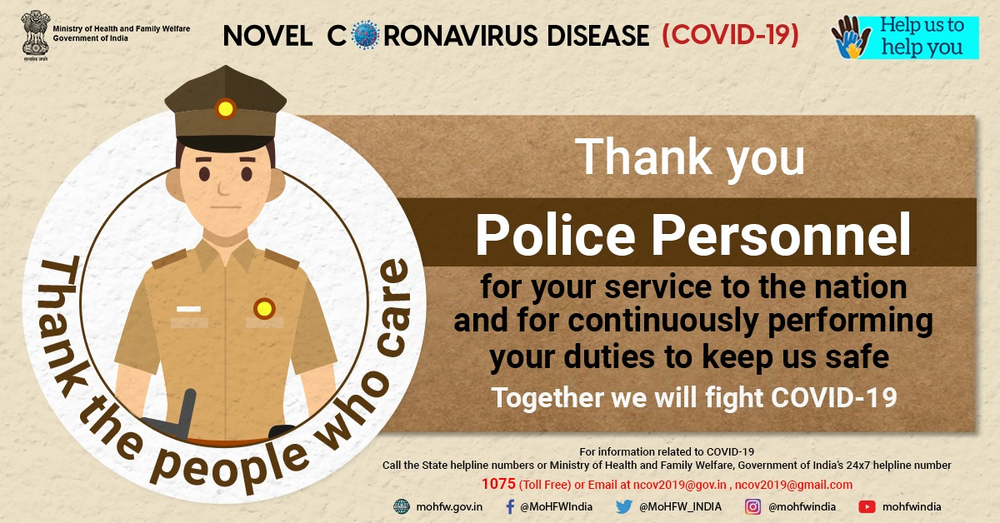 सत्यमेव जयते
Ministry of Health and Family Welfare
Government of India
NOVEL CORONAVIRUS DISEASE (COVID-19)
Help us to
help you
Thank the people who care
Thank you
Police Personnel
for your service to the nation
and for continuously performing
your duties to keep us safe
Together we will fight COVID-19
For information related to COVID-19
Call the State helpline numbers or Ministry of Health and Family Welfare, Government of India's 24x7 helpline number
1075 (Toll Free) or Email at ncov2019@gov.in , ncov2019@gmail.com
mohfw.gov.in @MoHFWIndia @MoHFW_INDIA @mohfwindia mohfwindia